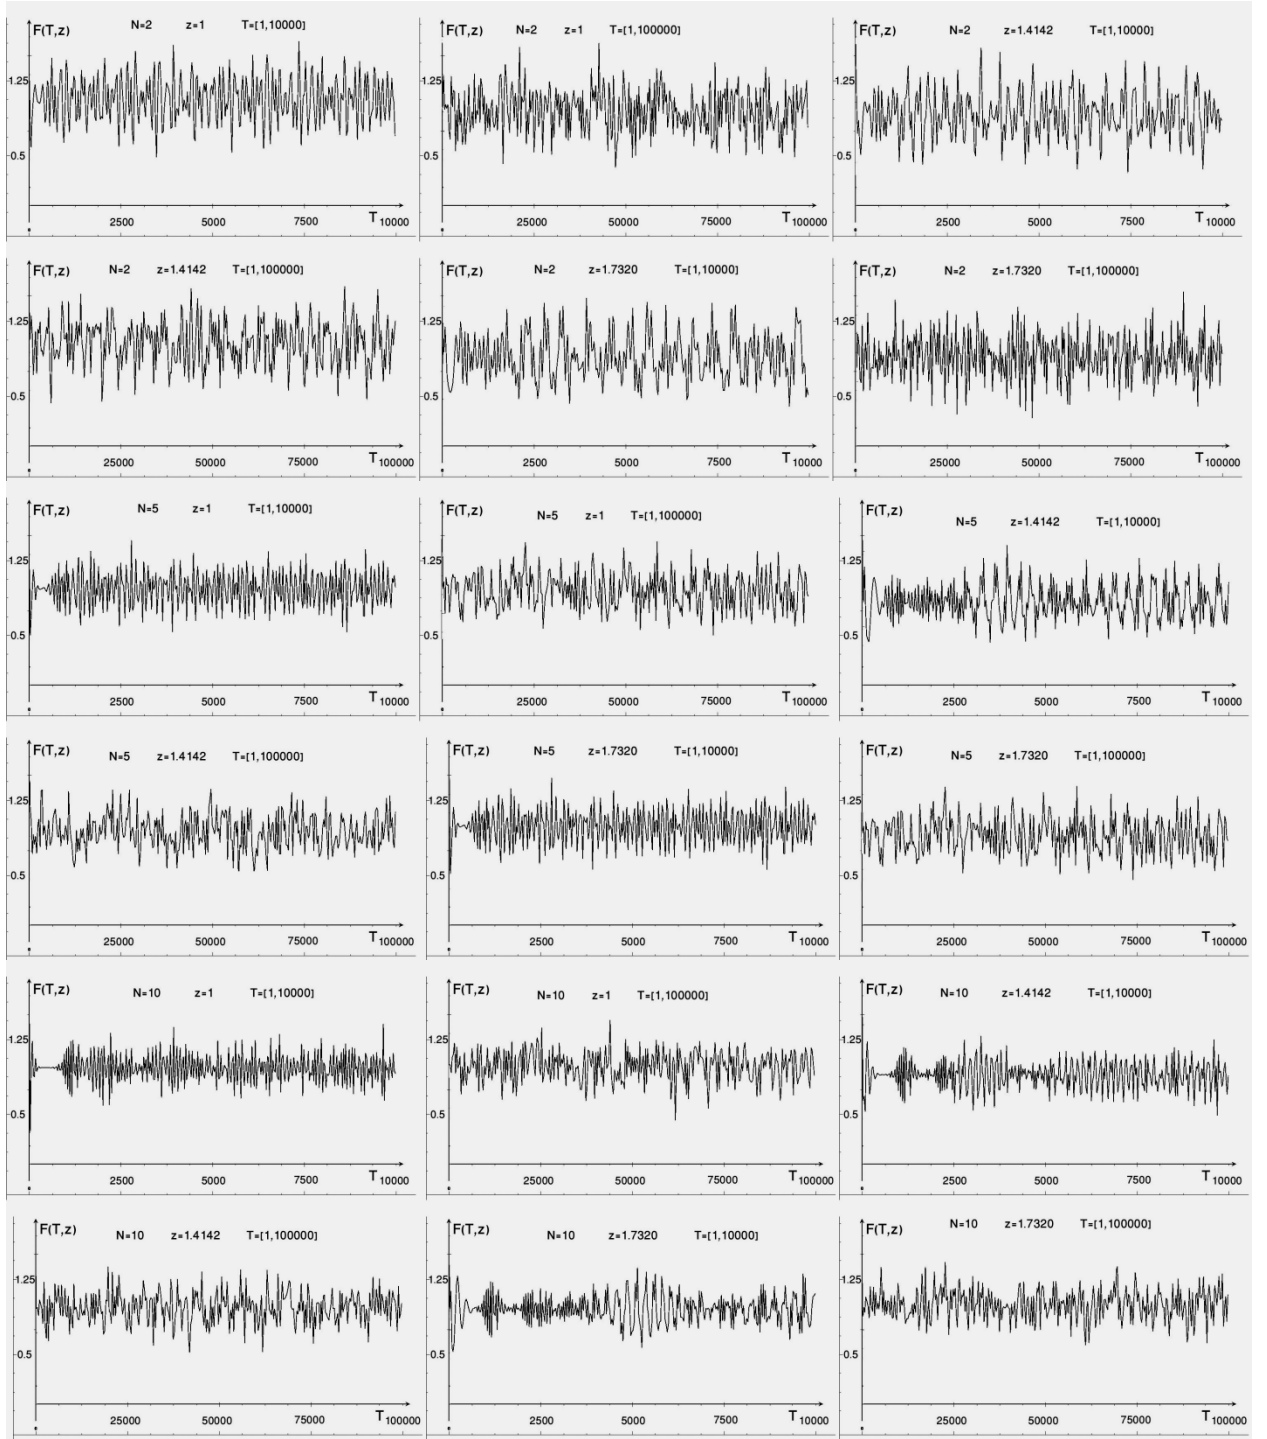 F(T,z) N=2 z=1 T=[1,10000]
1.25
0.5
2500 5000 7500 T 10000
F(T,z) N=2 z=1 T=[1,100000]
1.25
0.5
25000 50000 75000 T 100000
F(T,z) N=2 z=1.4142 T=[1,10000]
1.25
0.5
2500 5000 7500 T 10000
F(T,z) N=2 z=1.4142 T=[1,100000]
1.25
0.5
25000 50000 75000 T 100000
F(T,z) N=2 z=1.7320 T=[1,10000]
1.25
0.5
2500 5000 7500 T 10000
F(T,z) N=2 z=1.7320 T=[1,100000]
1.25
0.5
25000 50000 75000 T 100000
F(T,z) N=5 z=1 T=[1,10000]
1.25
0.5
2500 5000 7500 T 10000
F(T,z) N=5 z=1 T=[1,100000]
1.25
0.5
25000 50000 75000 T 100000
F(T,z) N=5 z=1.4142 T=[1,10000]
1.25
0.5
2500 5000 7500 T 10000
F(T,z) N=5 z=1.4142 T=[1,100000]
1.25
0.5
25000 50000 75000 T 100000
F(T,z) N=5 z=1.7320 T=[1,10000]
1.25
0.5
2500 5000 7500 T 10000
F(T,z) N=5 z=1.7320 T=[1,100000]
1.25
0.5
25000 50000 75000 T 100000
F(T,z) N=10 z=1 T=[1,10000]
1.25
0.5
2500 5000 7500 T 10000
F(T,z) N=10 z=1 T=[1,100000]
1.25
0.5
25000 50000 75000 T 100000
F(T,z) N=10 z=1.4142 T=[1,10000]
1.25
0.5
2500 5000 7500 T 10000
F(T,z) N=10 z=1.4142 T=[1,100000]
1.25
0.5
25000 50000 75000 T 100000
F(T,z) N=10 z=1.7320 T=[1,10000]
1.25
0.5
2500 5000 7500 T 10000
F(T,z) N=10 z=1.7320 T=[1,100000]
1.25
0.5
25000 50000 75000 T 100000